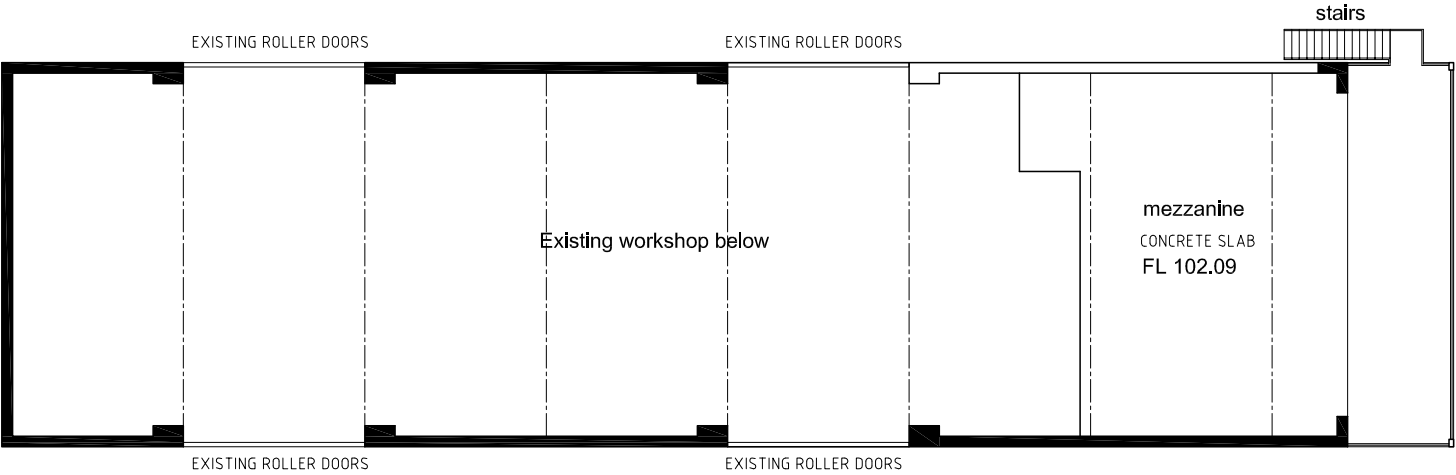 stairs
EXISTING ROLLER DOORS
EXISTING ROLLER DOORS
mezzanine
Existing workshop below
CONCRETE SLAB
FL 102.09
EXISTING ROLLER DOORS
EXISTING ROLLER DOORS